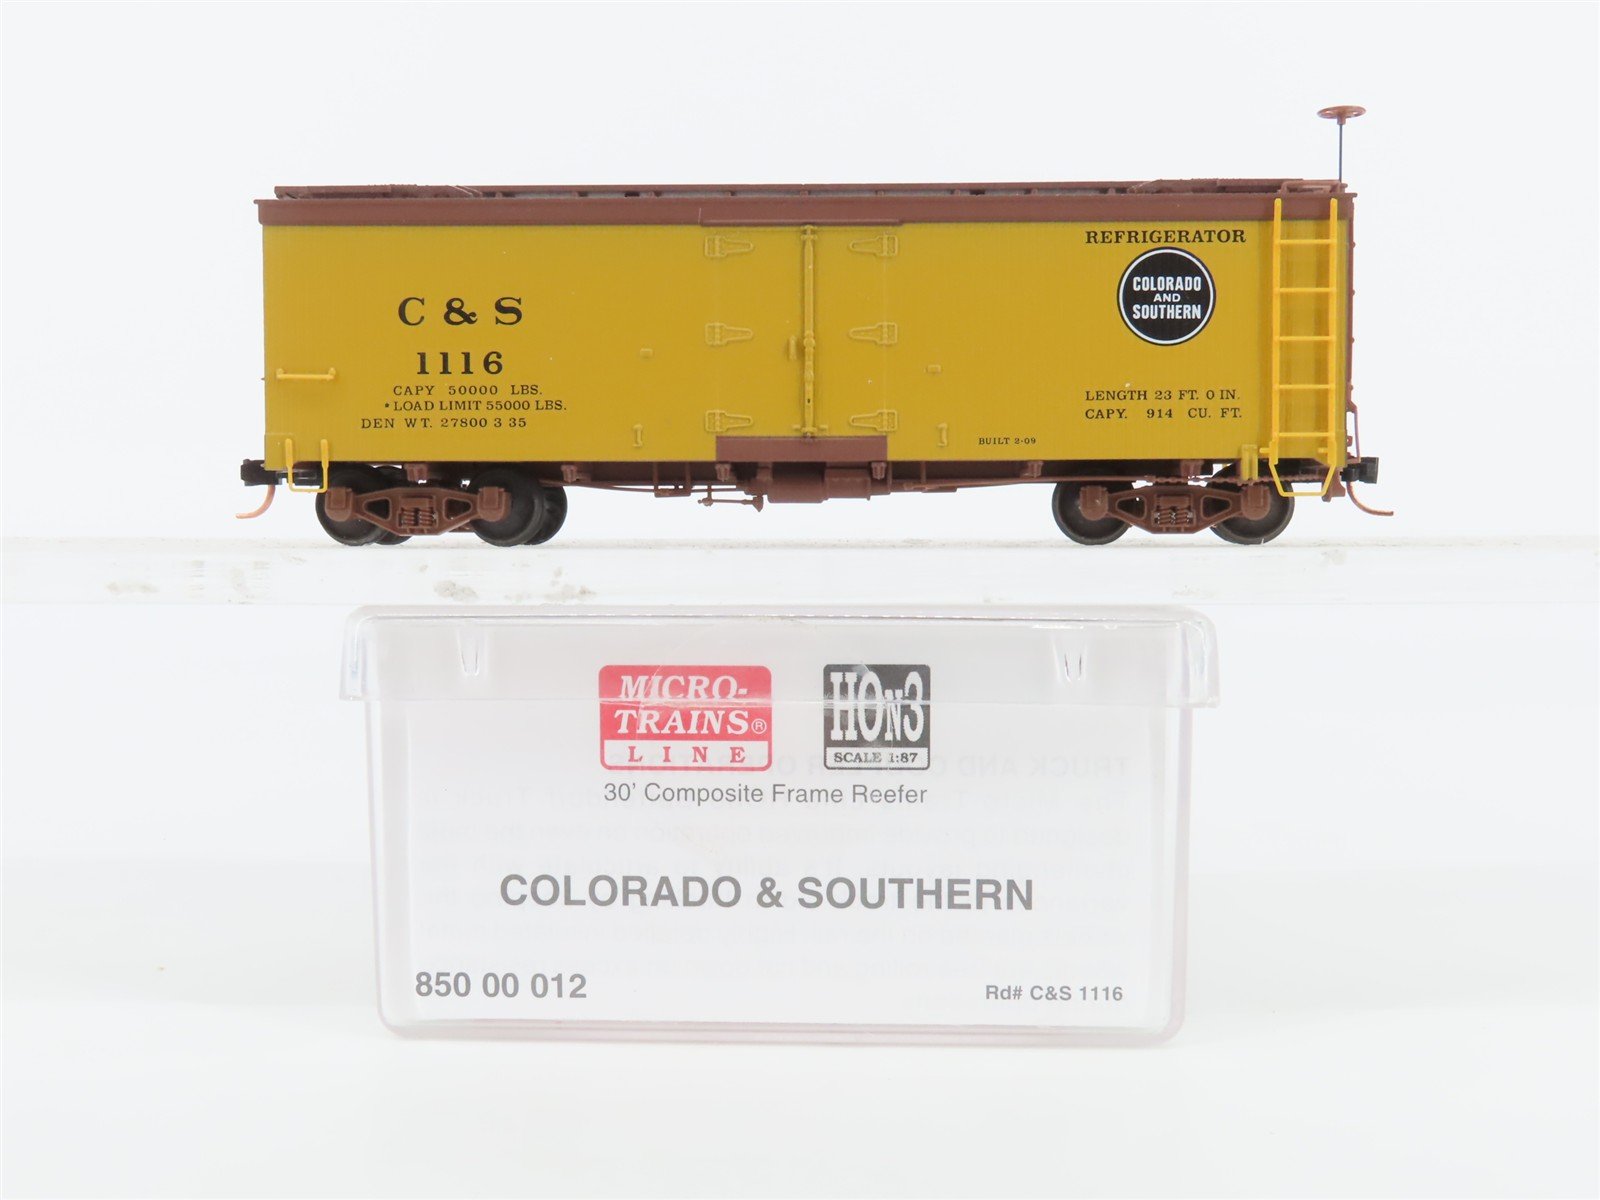 REFRIGERATOR
COLORADO
AND
SOUTHERN
C & S
1116
CAPY 50000 LBS.
* LOAD LIMIT 55000 LBS.
DEN WT. 27800 3 35
LENGTH 23 FT. 0 IN.
CAPY. 914 CU. FT.
BUILT 2-09
MICRO-
TRAINS®
LINE
HOn3
SCALE 1:87
30' Composite Frame Reefer
COLORADO & SOUTHERN
850 00 012
Rd# C&S 1116